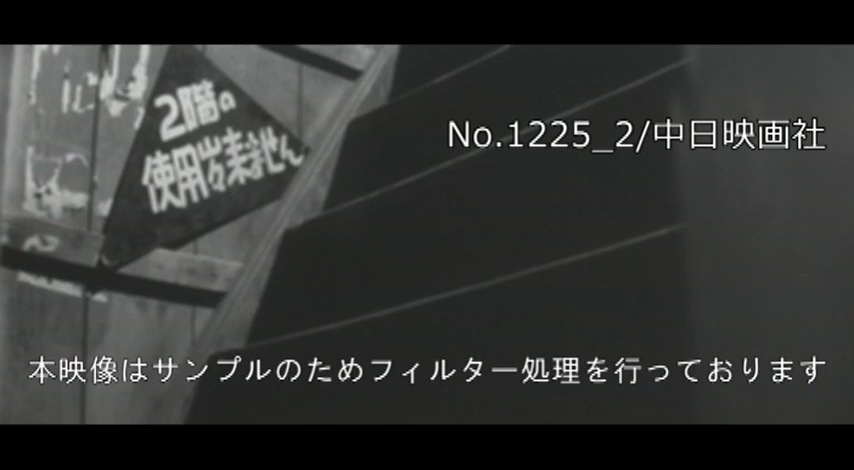 2階の
使用出来ません
No.1225_2/中日映画社
本映像はサンプルのためフィルター処理を行っております